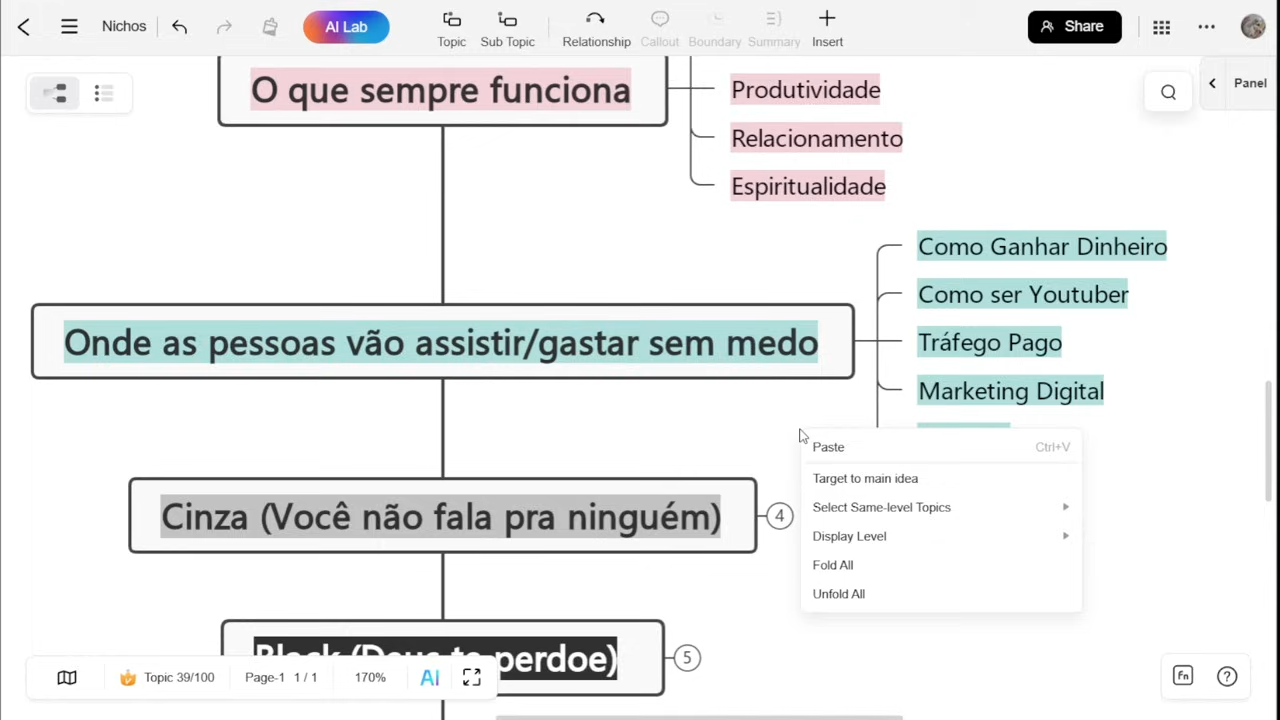 Nichos
AI Lab
Topic
Sub Topic
Relationship
Callout
Boundary
Summary
Insert
Share
Panel
O que sempre funciona
Produtividade
Relacionamento
Espiritualidade
Onde as pessoas vão assistir/gastar sem medo
Como Ganhar Dinheiro
Como ser Youtuber
Tráfego Pago
Marketing Digital
Cinza (Você não fala pra ninguém)
4
Paste Ctrl+V
Target to main idea
Select Same-level Topics
Display Level
Fold All
Unfold All
Black (Deus te perdoe)
5
Topic 39/100
Page-1 1 / 1
170%
AI
Fn
?